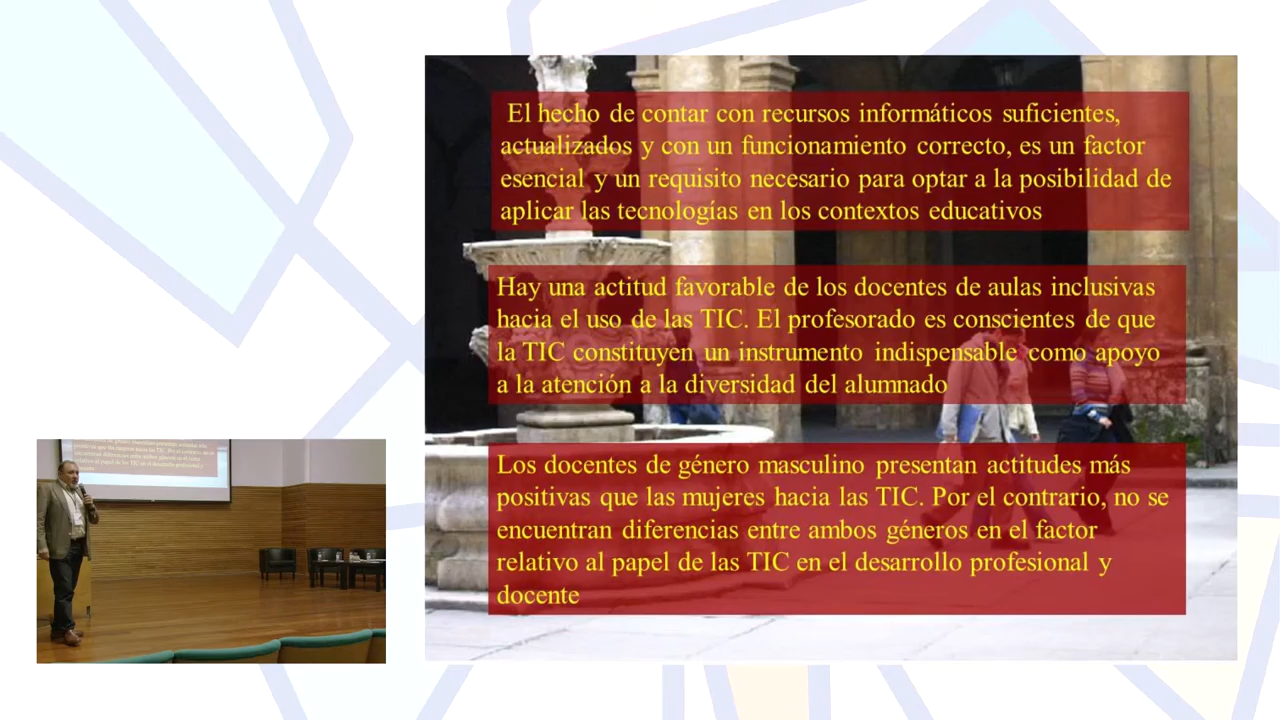 El hecho de contar con recursos informáticos suficientes,
actualizados y con un funcionamiento correcto, es un factor
esencial y un requisito necesario para optar a la posibilidad de
aplicar las tecnologías en los contextos educativos
Hay una actitud favorable de los docentes de aulas inclusivas
hacia el uso de las TIC. El profesorado es conscientes de que
la TIC constituyen un instrumento indispensable como apoyo
a la atención a la diversidad del alumnado
Los docentes de género masculino presentan actitudes más
positivas que las mujeres hacia las TIC. Por el contrario, no se
encuentran diferencias entre ambos géneros en el factor
relativo al papel de las TIC en el desarrollo profesional y
docente